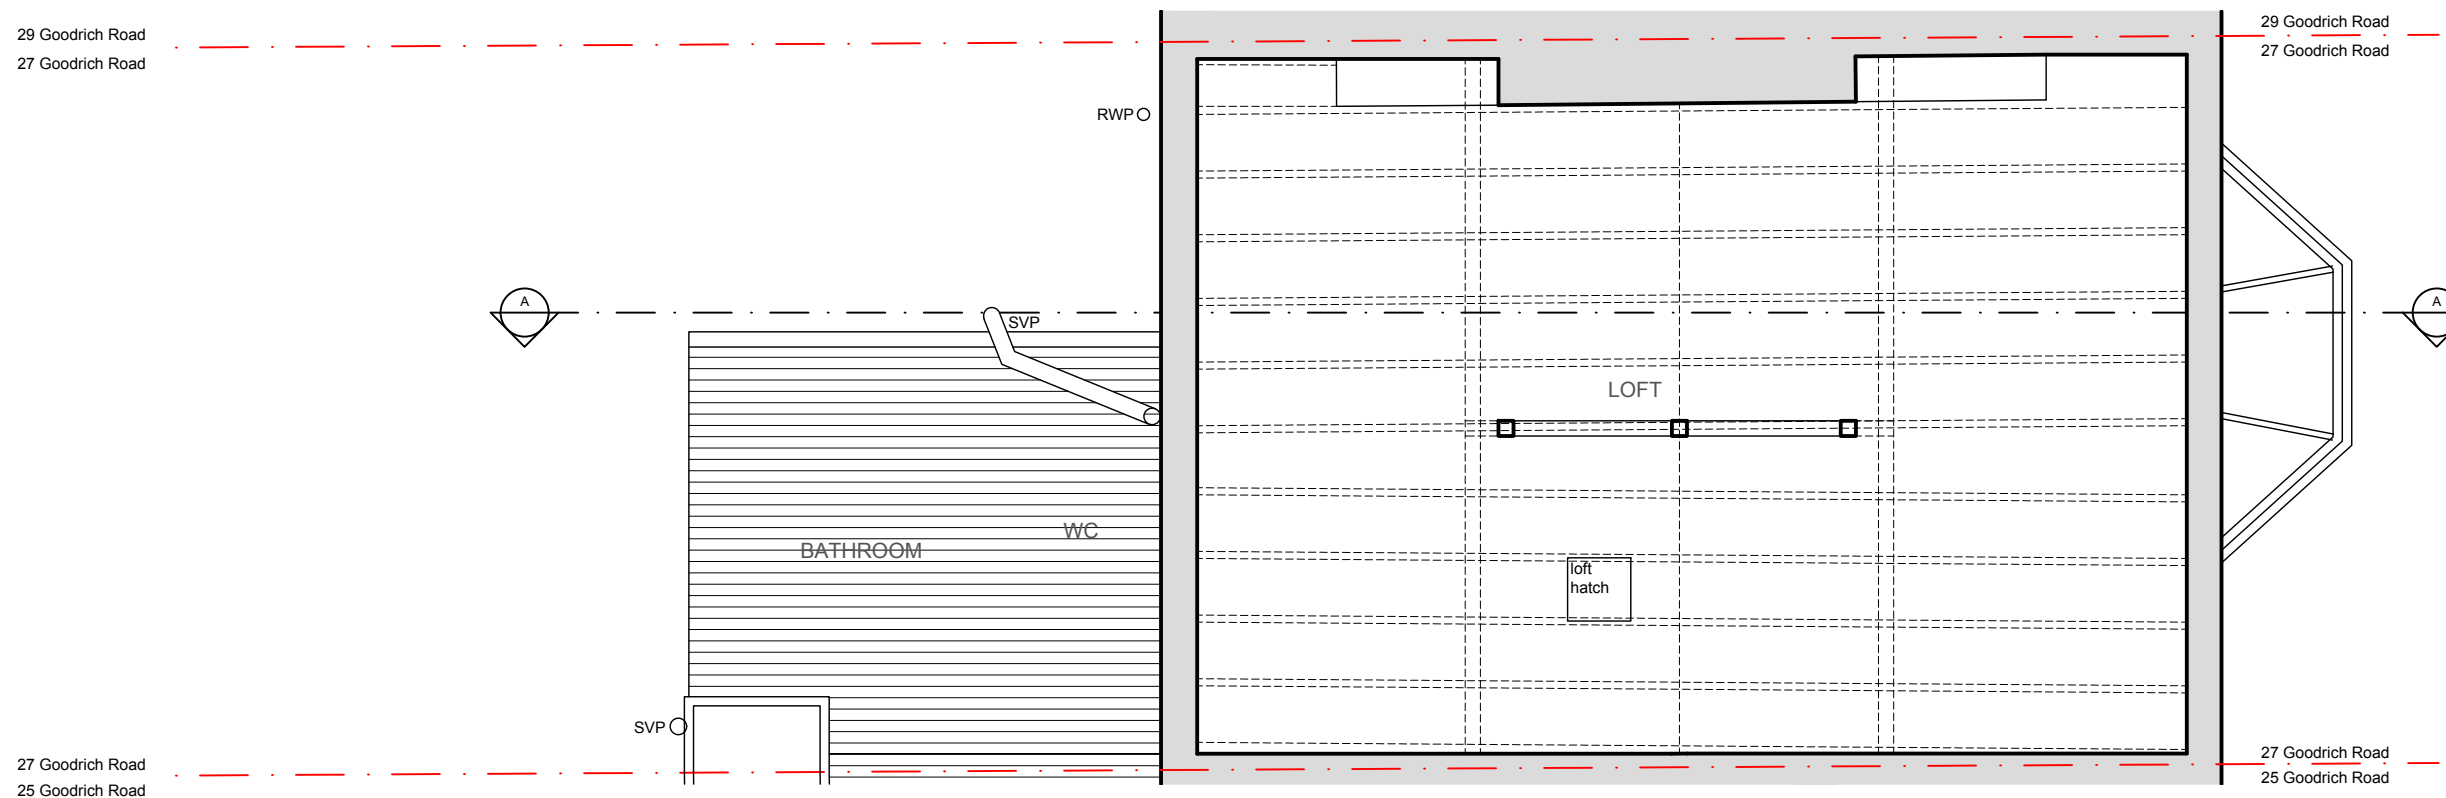 29 Goodrich Road
27 Goodrich Road
29 Goodrich Road
27 Goodrich Road
RWP
A
A
SVP
LOFT
WC
BATHROOM
loft
hatch
SVP
27 Goodrich Road
25 Goodrich Road
27 Goodrich Road
25 Goodrich Road